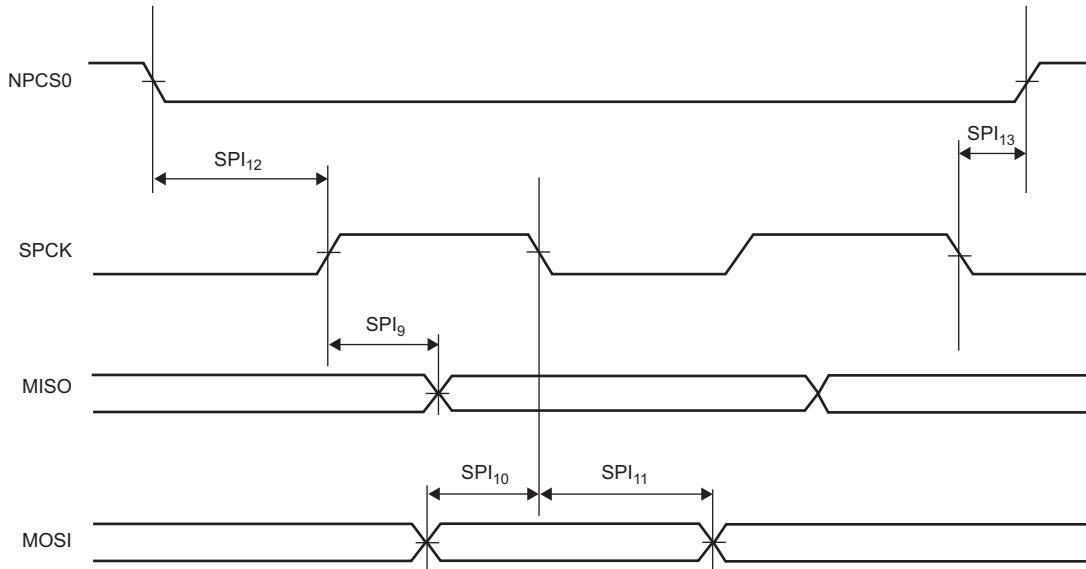 NPCS0
SPI₁₂
SPI₁₃
SPCK
SPI₉
MISO
SPI₁₀
SPI₁₁
MOSI